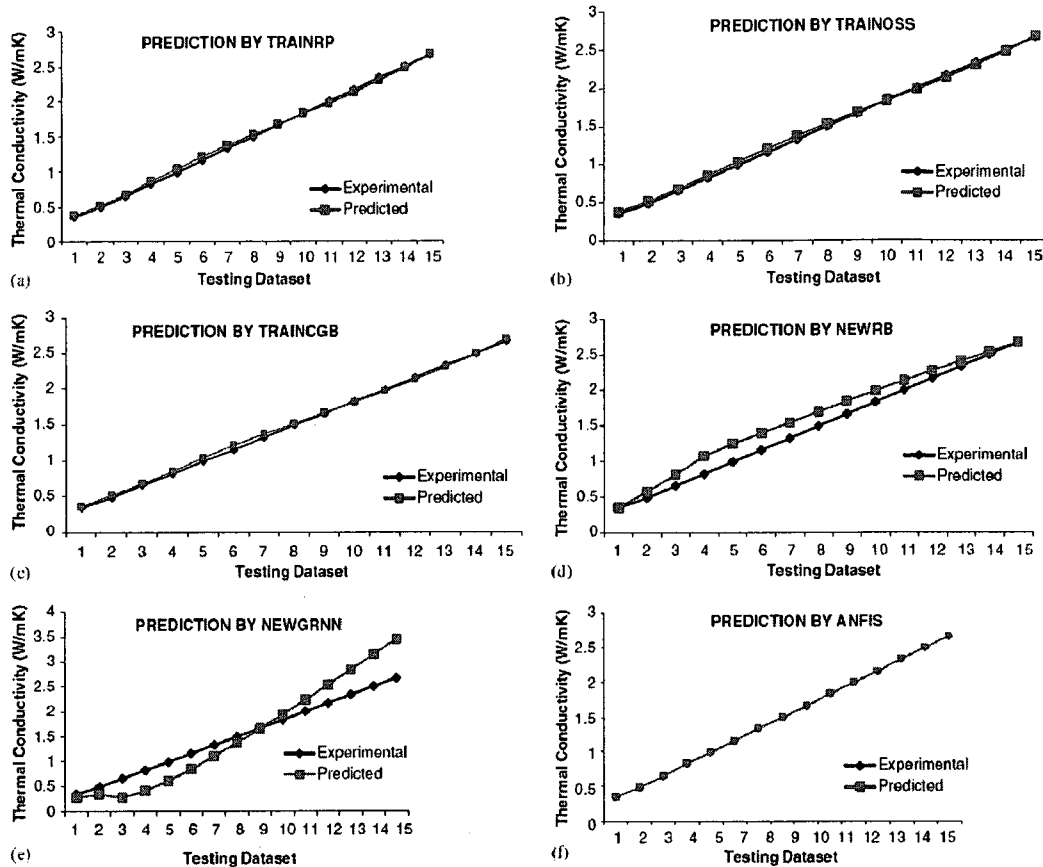 PREDICTION BY TRAINRP
Thermal Conductivity (W/mK)
3
2.5
2
1.5
1
0.5
0
Experimental
Predicted
1 2 3 4 5 6 7 8 9 10 11 12 13 14 15
(a)
Testing Dataset
PREDICTION BY TRAINOSS
Thermal Conductivity (W/mK)
3
2.5
2
1.5
1
0.5
0
Experimental
Predicted
1 2 3 4 5 6 7 8 9 10 11 12 13 14 15
(b)
Testing Dataset
PREDICTION BY TRAINCGB
Thermal Conductivity (W/mK)
3
2.5
2
1.5
1
0.5
0
Experimental
Predicted
1 2 3 4 5 6 7 8 9 10 11 12 13 14 15
(c)
Testing Dataset
PREDICTION BY NEWRB
Thermal Conductivity (W/mK)
3
2.5
2
1.5
1
0.5
0
Experimental
Predicted
1 2 3 4 5 6 7 8 9 10 11 12 13 14 15
(d)
Testing Dataset
PREDICTION BY NEWGRNN
Thermal Conductivity (W/mK)
4
3.5
3
2.5
2
1.5
1
0.5
0
Experimental
Predicted
1 2 3 4 5 6 7 8 9 10 11 12 13 14 15
(e)
Testing Dataset
PREDICTION BY ANFIS
Thermal Conductivity (W/mK)
3
2.5
2
1.5
1
0.5
0
Experimental
Predicted
1 2 3 4 5 6 7 8 9 10 11 12 13 14 15
(f)
Testing Dataset